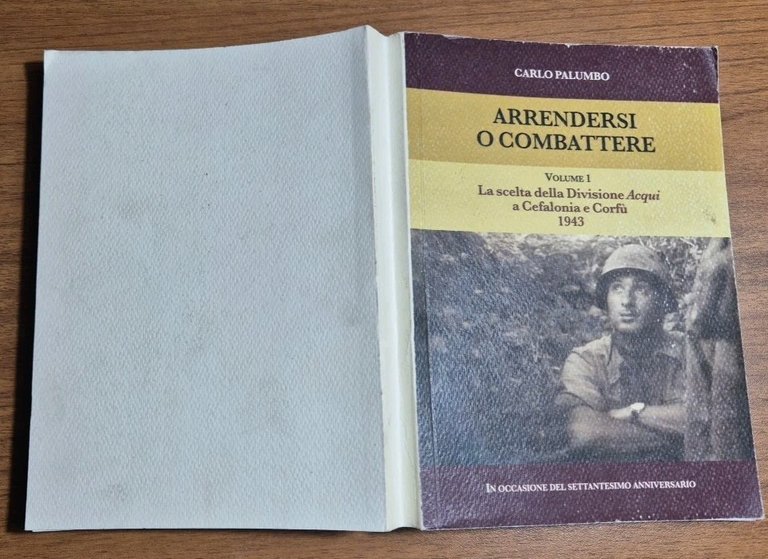 CARLO PALUMBO
ARRENDERSI
O COMBATTERE
VOLUME 1
La scelta della Divisione Acqui
a Cefalonia e Corfù
1943
IN OCCASIONE DEL SETTANTESIMO ANNIVERSARIO